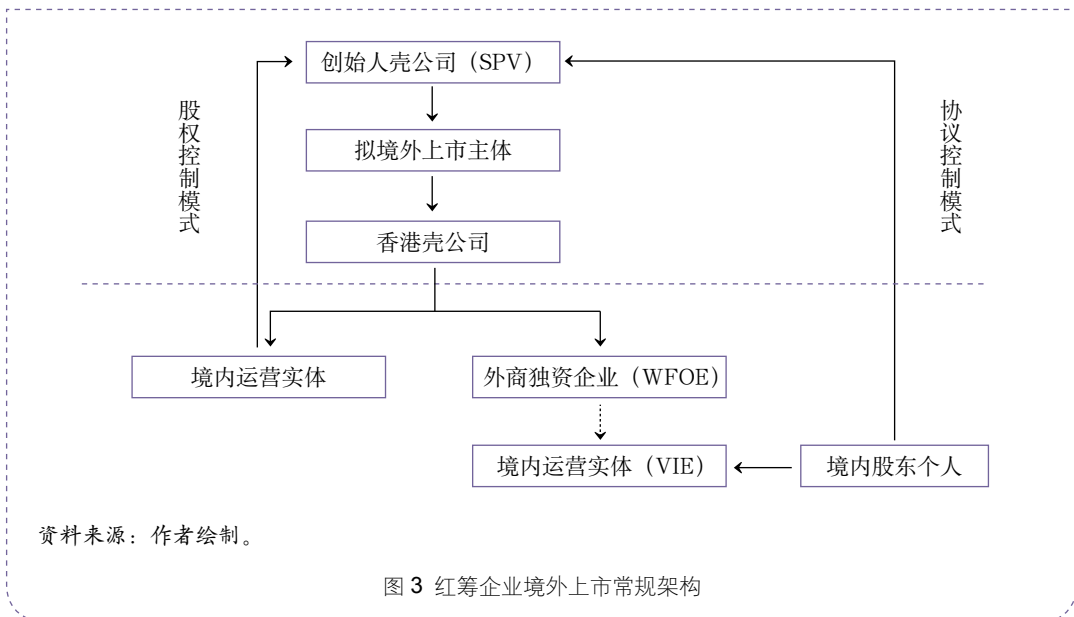 创始人壳公司（SPV）
股权控制模式
协议控制模式
拟境外上市主体
香港壳公司
境内运营实体
外商独资企业（WFOE）
境内运营实体（VIE）
境内股东个人
资料来源：作者绘制。
图 3 红筹企业境外上市常规架构